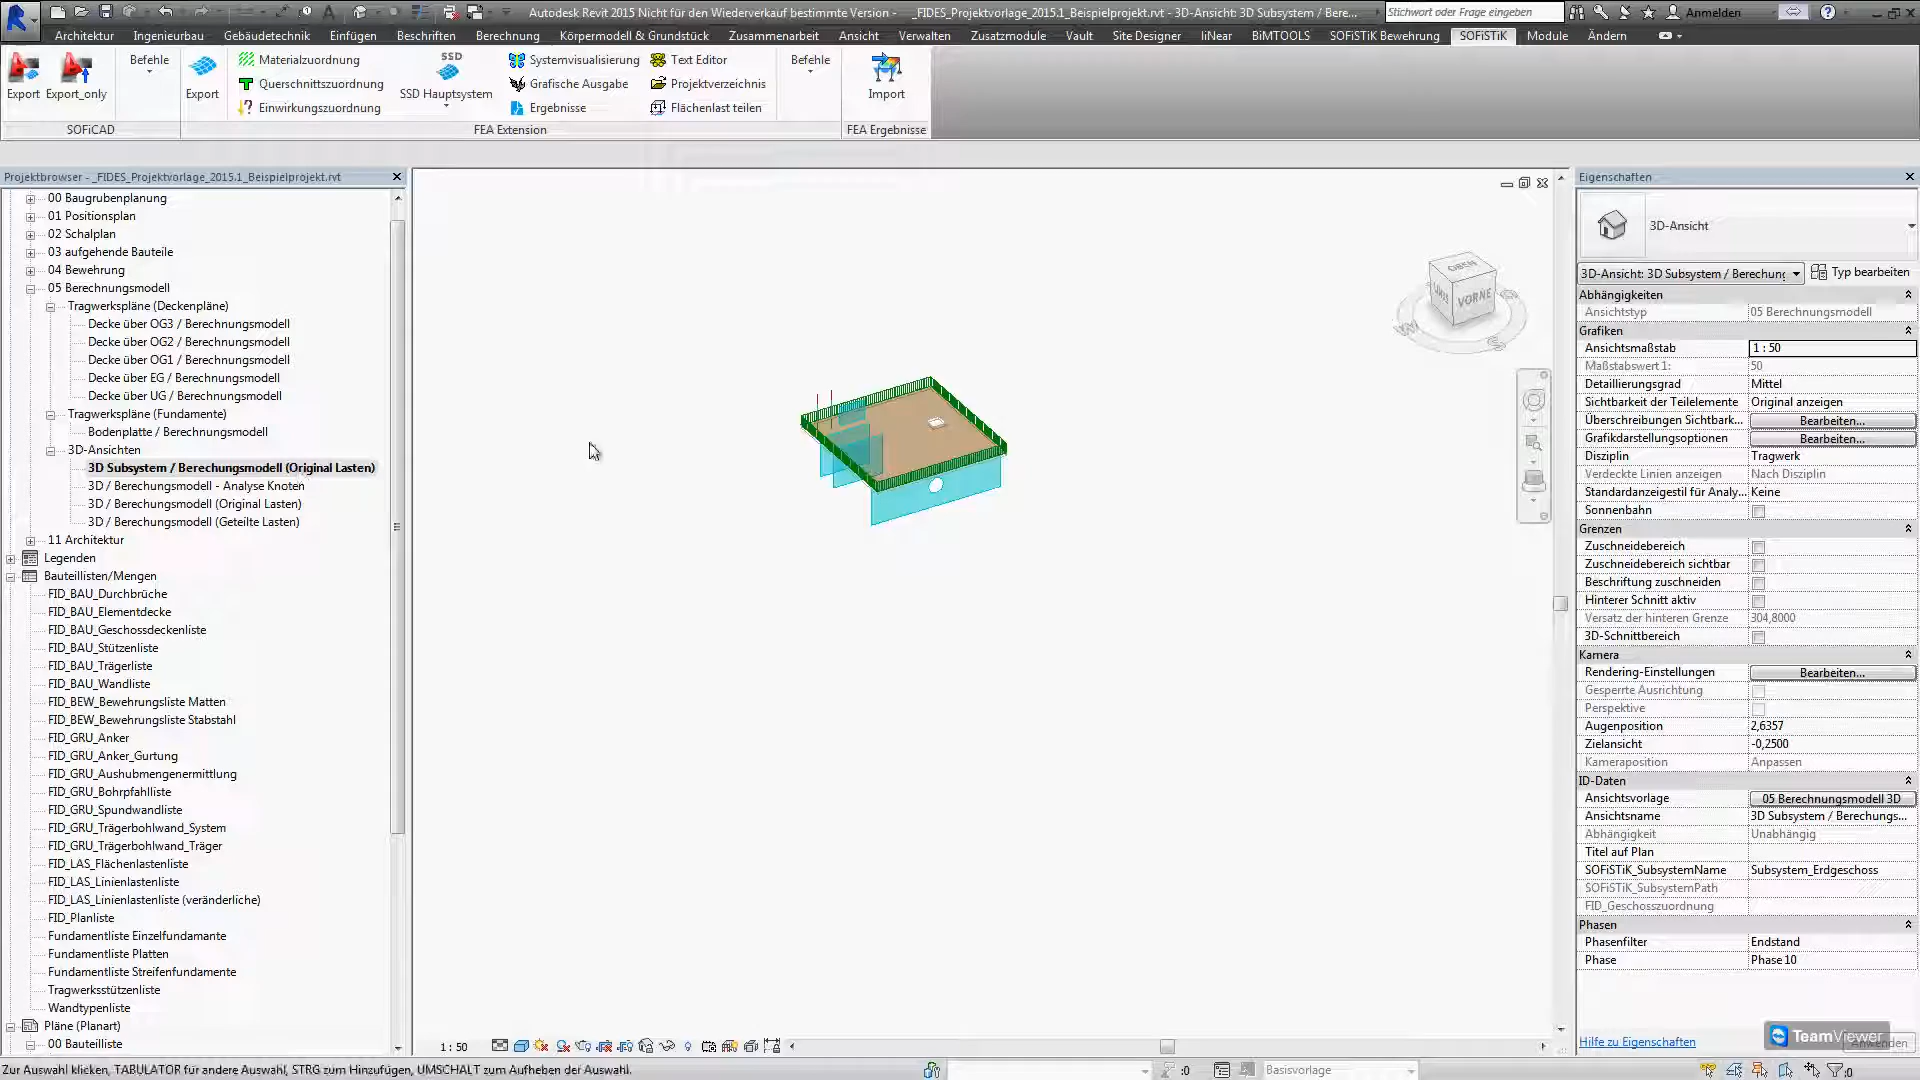 Autodesk Revit 2015 Nicht für den Wiederverkauf bestimmte Version - _FIDES_Projektvorlage_2015.1_Beispielprojekt.rvt - 3D-Ansicht: 3D Subsystem / Bere...
Stichwort oder Frage eingeben
Anmelden
Architektur Ingenieurbau Gebäudetechnik Einfügen Beschriften Berechnung Körpermodell & Grundstück Zusammenarbeit Ansicht Verwalten Zusatzmodule Vault Site Designer liNear BiMTOOLS SOFiSTiK Bewehrung SOFiSTiK Module Ändern
Export
Export_only
Befehle
SOFiCAD
Export
Materialzuordnung
Querschnittszuordnung
Einwirkungszuordnung
SSD
SSD Hauptsystem
Systemvisualisierung
Grafische Ausgabe
Ergebnisse
Text Editor
Projektverzeichnis
Flächenlast teilen
Befehle
FEA Extension
Import
FEA Ergebnisse
Projektbrowser - _FIDES_Projektvorlage_2015.1_Beispielprojekt.rvt
00 Baugrubenplanung
01 Positionsplan
02 Schalplan
03 aufgehende Bauteile
04 Bewehrung
05 Berechnungsmodell
Tragwerkspläne (Deckenpläne)
Decke über OG3 / Berechnungsmodell
Decke über OG2 / Berechnungsmodell
Decke über OG1 / Berechnungsmodell
Decke über EG / Berechnungsmodell
Decke über UG / Berechnungsmodell
Tragwerkspläne (Fundamente)
Bodenplatte / Berechnungsmodell
3D-Ansichten
3D Subsystem / Berechungsmodell (Original Lasten)
3D / Berechungsmodell - Analyse Knoten
3D / Berechungsmodell (Original Lasten)
3D / Berechungsmodell (Geteilte Lasten)
11 Architektur
Legenden
Bauteillisten/Mengen
FID_BAU_Durchbrüche
FID_BAU_Elementdecke
FID_BAU_Geschossdeckenliste
FID_BAU_Stützenliste
FID_BAU_Trägerliste
FID_BAU_Wandliste
FID_BEW_Bewehrungsliste Matten
FID_BEW_Bewehrungsliste Stabstahl
FID_GRU_Anker
FID_GRU_Anker_Gurtung
FID_GRU_Aushubmengenermittlung
FID_GRU_Bohrpfahlliste
FID_GRU_Spundwandliste
FID_GRU_Trägerbohlwand_System
FID_GRU_Trägerbohlwand_Träger
FID_LAS_Flächenlastenliste
FID_LAS_Linienlastenliste
FID_LAS_Linienlastenliste (veränderliche)
FID_Planliste
Fundamentliste Einzelfundamante
Fundamentliste Platten
Fundamentliste Streifenfundamente
Tragwerksstützenliste
Wandtypenliste
Pläne (Planart)
00 Bauteilliste
OBEN
VORNE
W
S
1 : 50
Eigenschaften
3D-Ansicht
3D-Ansicht: 3D Subsystem / Berechung
Typ bearbeiten
Abhängigkeiten
Ansichtstyp 05 Berechnungsmodell
Grafiken
Ansichtsmaßstab 1 : 50
Maßstabswert 1: 50
Detaillierungsgrad Mittel
Sichtbarkeit der Teilelemente Original anzeigen
Überschreibungen Sichtbark... Bearbeiten...
Grafikdarstellungsoptionen Bearbeiten...
Disziplin Tragwerk
Verdeckte Linien anzeigen Nach Disziplin
Standardanzeigestil für Analy... Keine
Sonnenbahn
Grenzen
Zuschneidebereich
Zuschneidebereich sichtbar
Beschriftung zuschneiden
Hinterer Schnitt aktiv
Versatz der hinteren Grenze 304,8000
3D-Schnittbereich
Kamera
Rendering-Einstellungen Bearbeiten...
Gesperrte Ausrichtung
Perspektive
Augenposition 2,6357
Zielansicht -0,2500
Kameraposition Anpassen
ID-Daten
Ansichtsvorlage 05 Berechnungsmodell 3D
Ansichtsname 3D Subsystem / Berechungs...
Abhängigkeit Unabhängig
Titel auf Plan
SOFiSTiK_SubsystemName Subsystem_Erdgeschoss
SOFiSTiK_SubsystemPath
FID_Geschosszuordnung
Phasen
Phasenfilter Endstand
Phase Phase 10
Hilfe zu Eigenschaften
TeamViewer
Anwenden
Zur Auswahl klicken, TABULATOR für andere Auswahl, STRG zum Hinzufügen, UMSCHALT zum Aufheben der Auswahl.
:0
Basisvorlage
:0